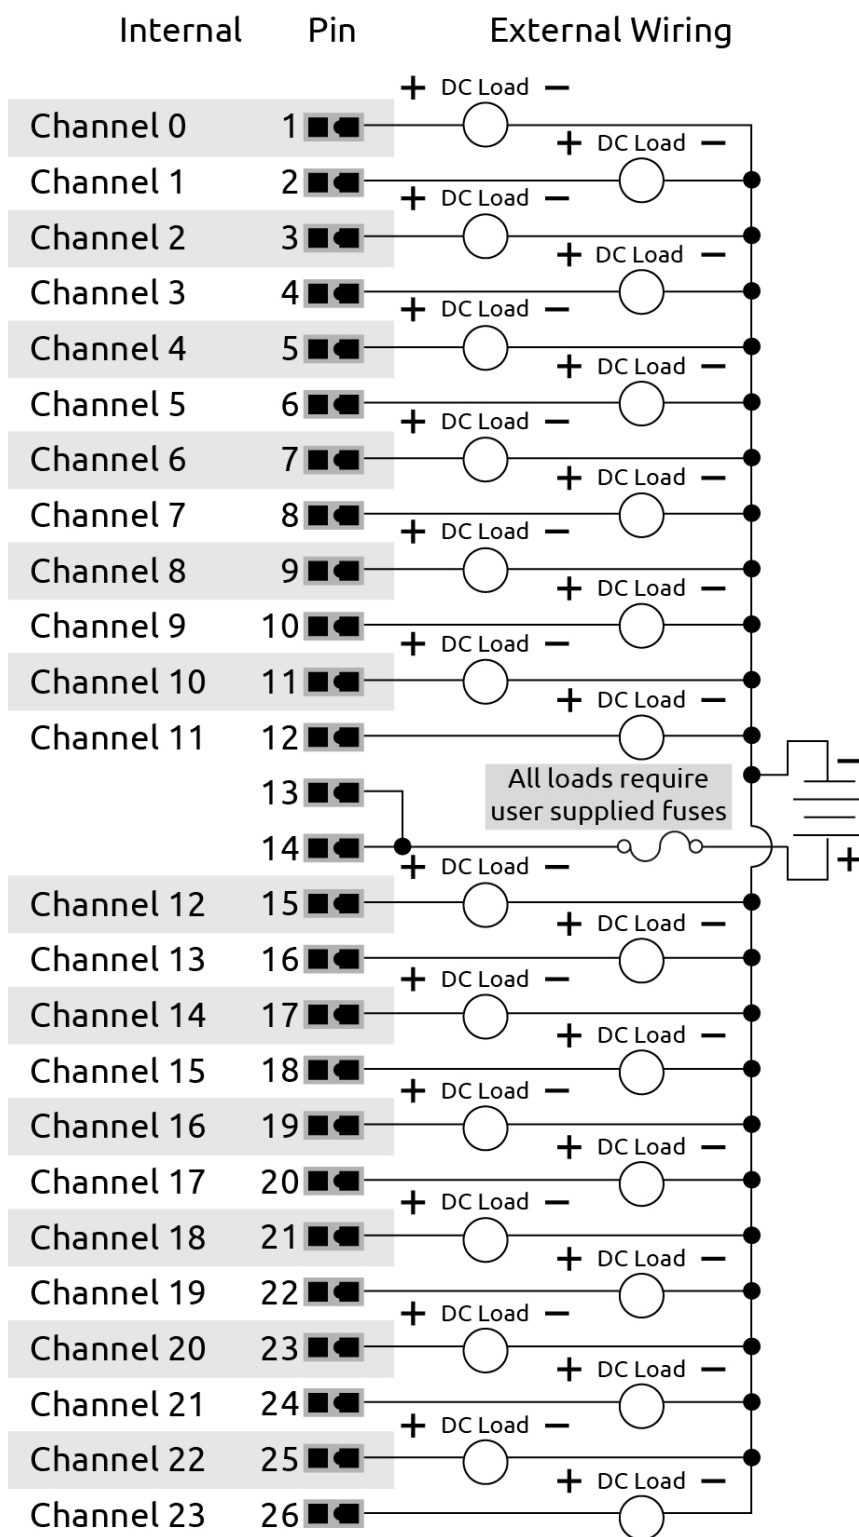 Internal Pin External Wiring
+ DC Load −
Channel 0 1
+ DC Load −
Channel 1 2
+ DC Load −
Channel 2 3
+ DC Load −
Channel 3 4
+ DC Load −
Channel 4 5
+ DC Load −
Channel 5 6
+ DC Load −
Channel 6 7
+ DC Load −
Channel 7 8
+ DC Load −
Channel 8 9
+ DC Load −
Channel 9 10
+ DC Load −
Channel 10 11
+ DC Load −
Channel 11 12
−
All loads require
user supplied fuses
13
14
+
+ DC Load −
Channel 12 15
+ DC Load −
Channel 13 16
+ DC Load −
Channel 14 17
+ DC Load −
Channel 15 18
+ DC Load −
Channel 16 19
+ DC Load −
Channel 17 20
+ DC Load −
Channel 18 21
+ DC Load −
Channel 19 22
+ DC Load −
Channel 20 23
+ DC Load −
Channel 21 24
+ DC Load −
Channel 22 25
+ DC Load −
Channel 23 26